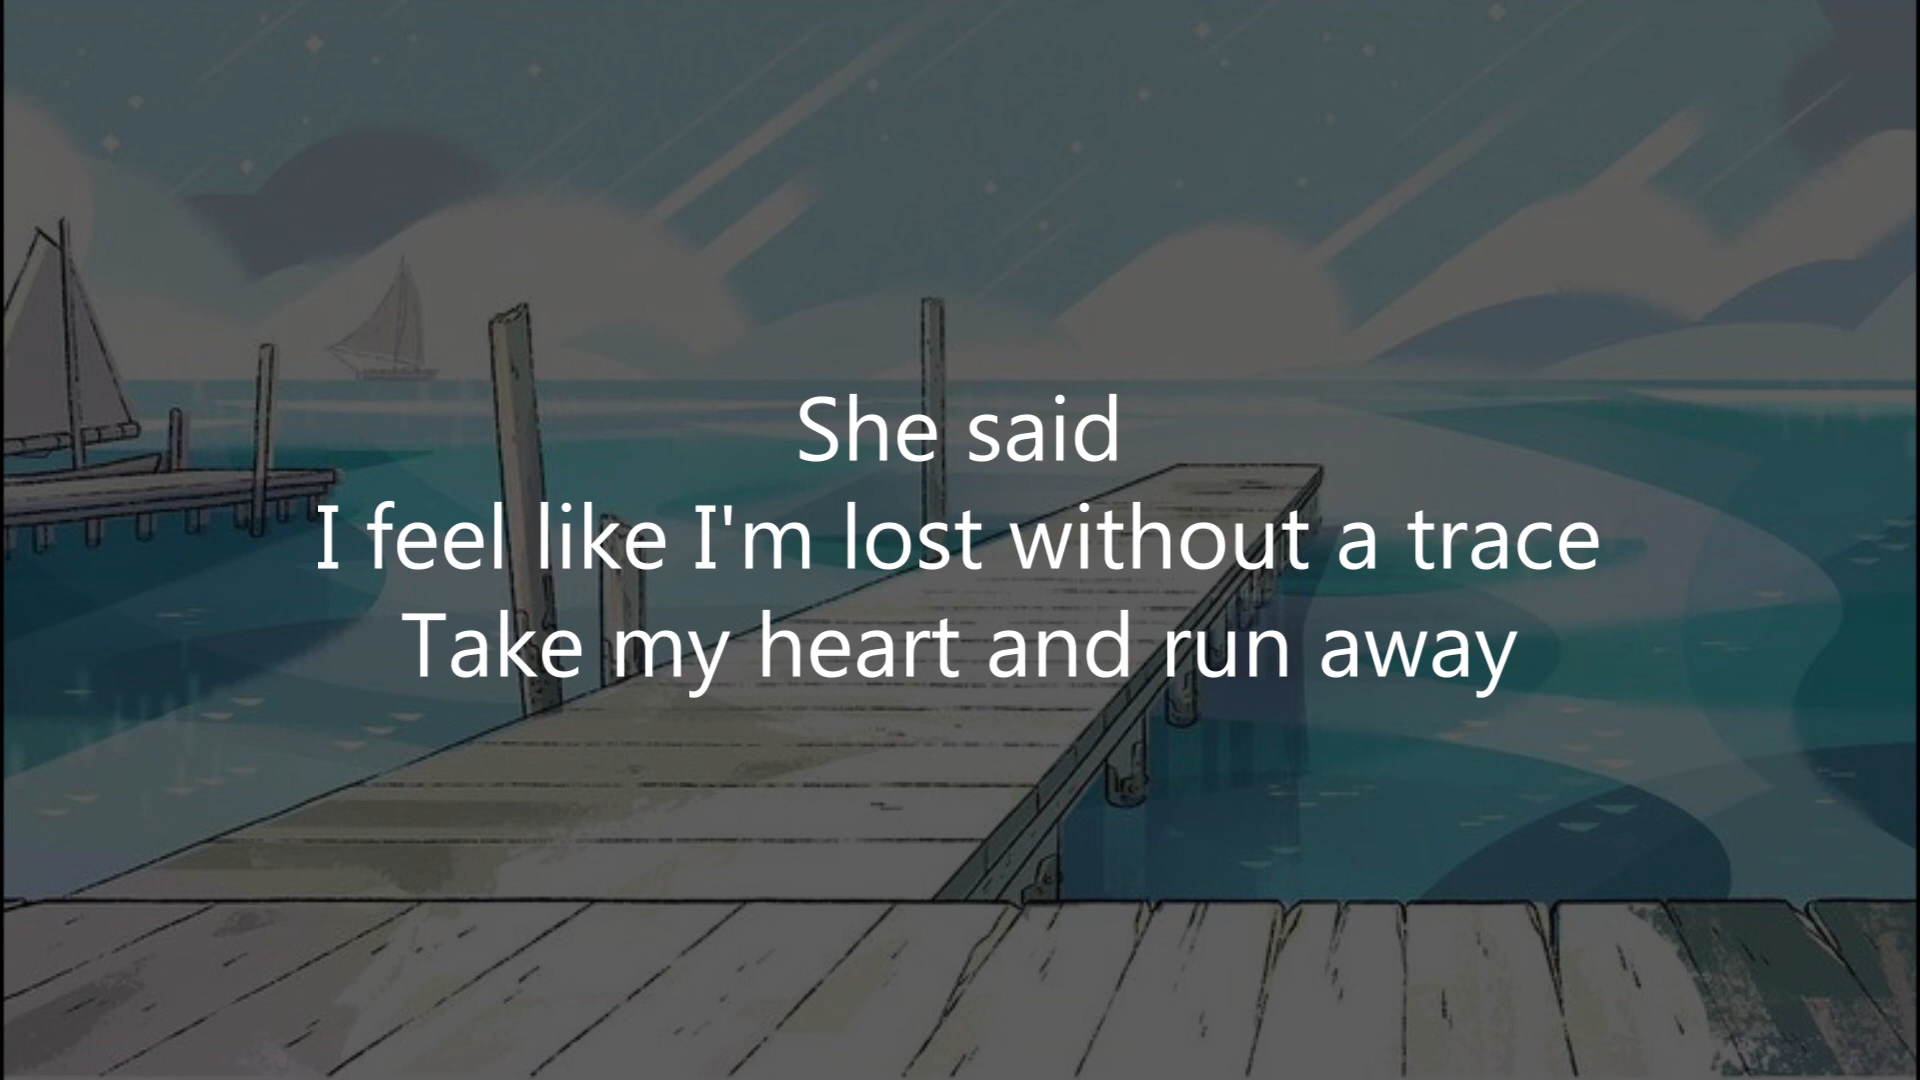 She said
I feel like I'm lost without a trace
Take my heart and run away